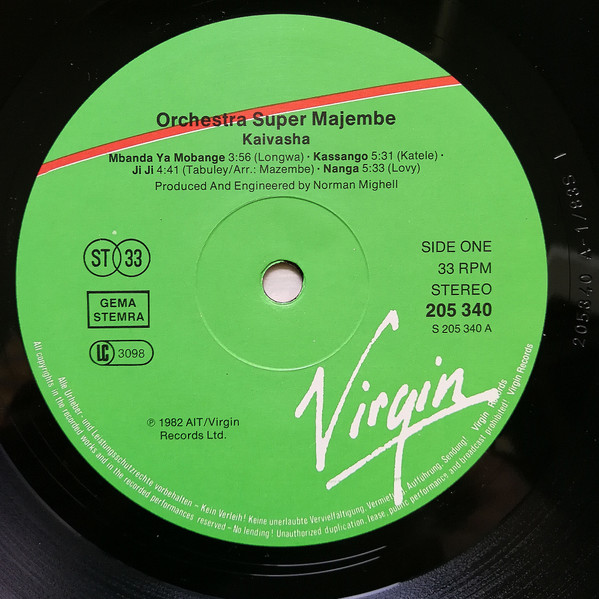 Orchestra Super Majembe
Kaivasha
Mbanda Ya Mobange 3:56 (Longwa) · Kassango 5:31 (Katele) ·
Ji Ji 4:41 (Tabuley/Arr.: Mazembe) · Nanga 5:33 (Lovy)
Produced And Engineered by Norman Mighell
ST 33
GEMA
STEMRA
LC 3098
SIDE ONE
33 RPM
STEREO
205 340
S 205 340 A
℗ 1982 AIT/Virgin
Records Ltd.
Virgin
Alle Urheber- und Leistungsschutzrechte vorbehalten – Kein Verleih! Keine unerlaubte Vervielfältigung, Vermietung, Aufführung, Sendung! Virgin Records
All copyrights in the recorded works and in the recorded performances reserved – No lending! Unauthorized duplication, lease, public performance and broadcast prohibited! Virgin Records
205340 A-1/83S 1